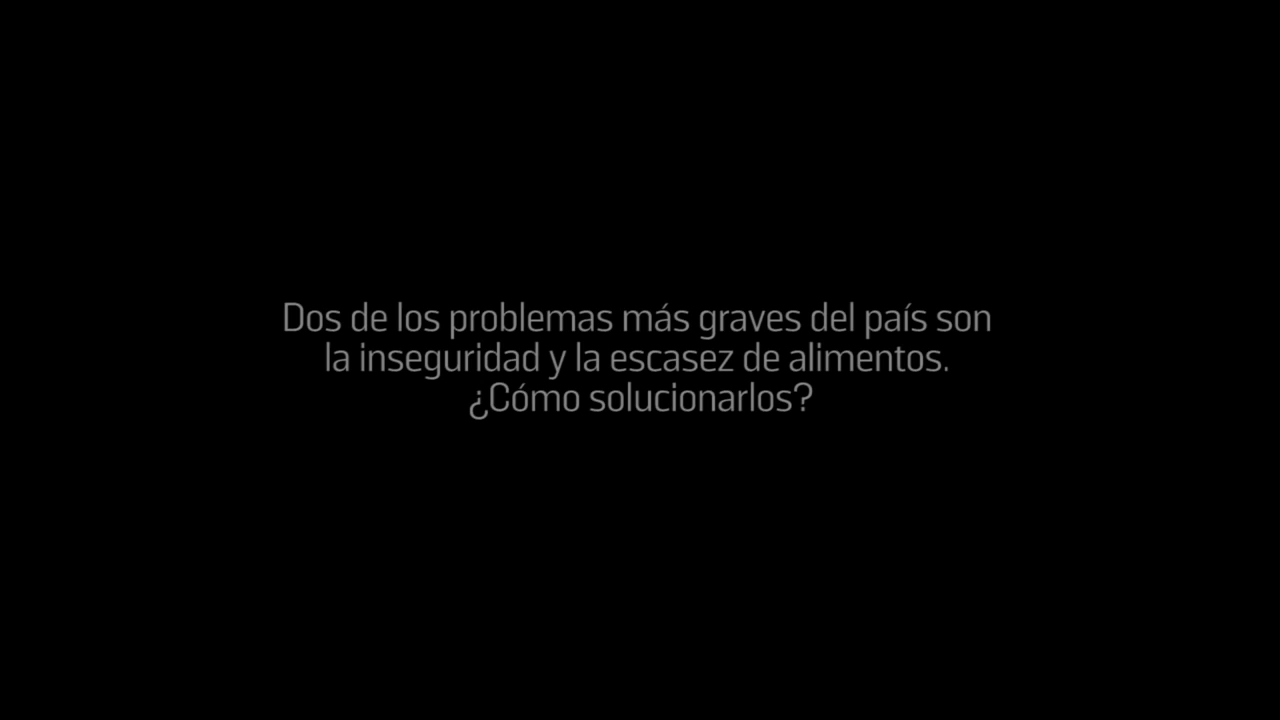 Dos de los problemas más graves del país son
la inseguridad y la escasez de alimentos.
¿Cómo solucionarlos?